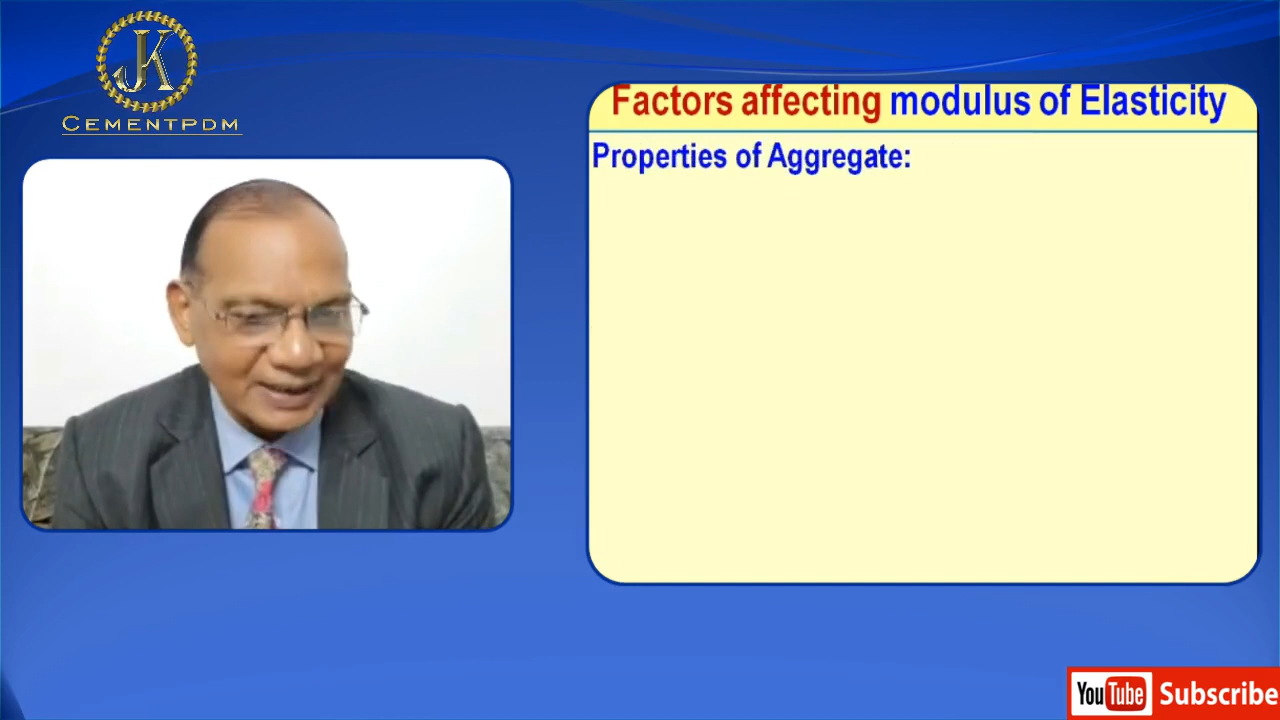 JK
CEMENTPDM
Factors affecting modulus of Elasticity
Properties of Aggregate:
YouTube Subscribe